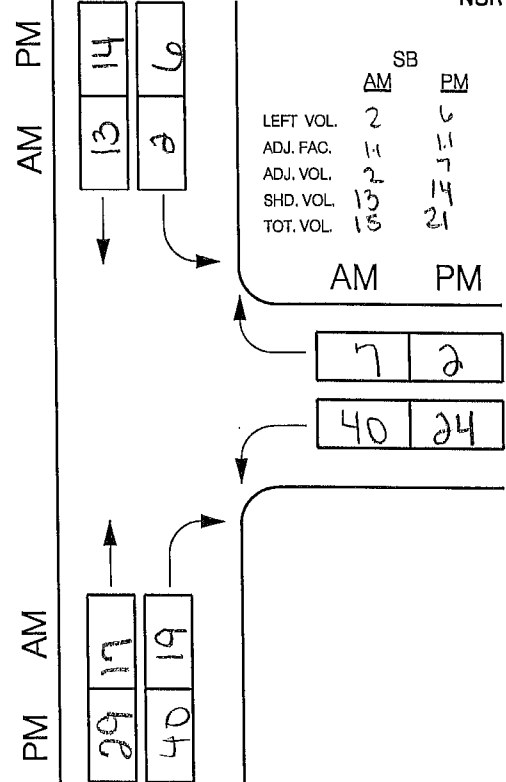 PM 14 6
AM 13 2
SB
AM PM
LEFT VOL. 2 6
ADJ. FAC. 1.1 1.1
ADJ. VOL. 2 7
SHD. VOL. 13 14
TOT. VOL. 15 21
AM PM
7 2
40 24
AM 17 19
PM 29 40